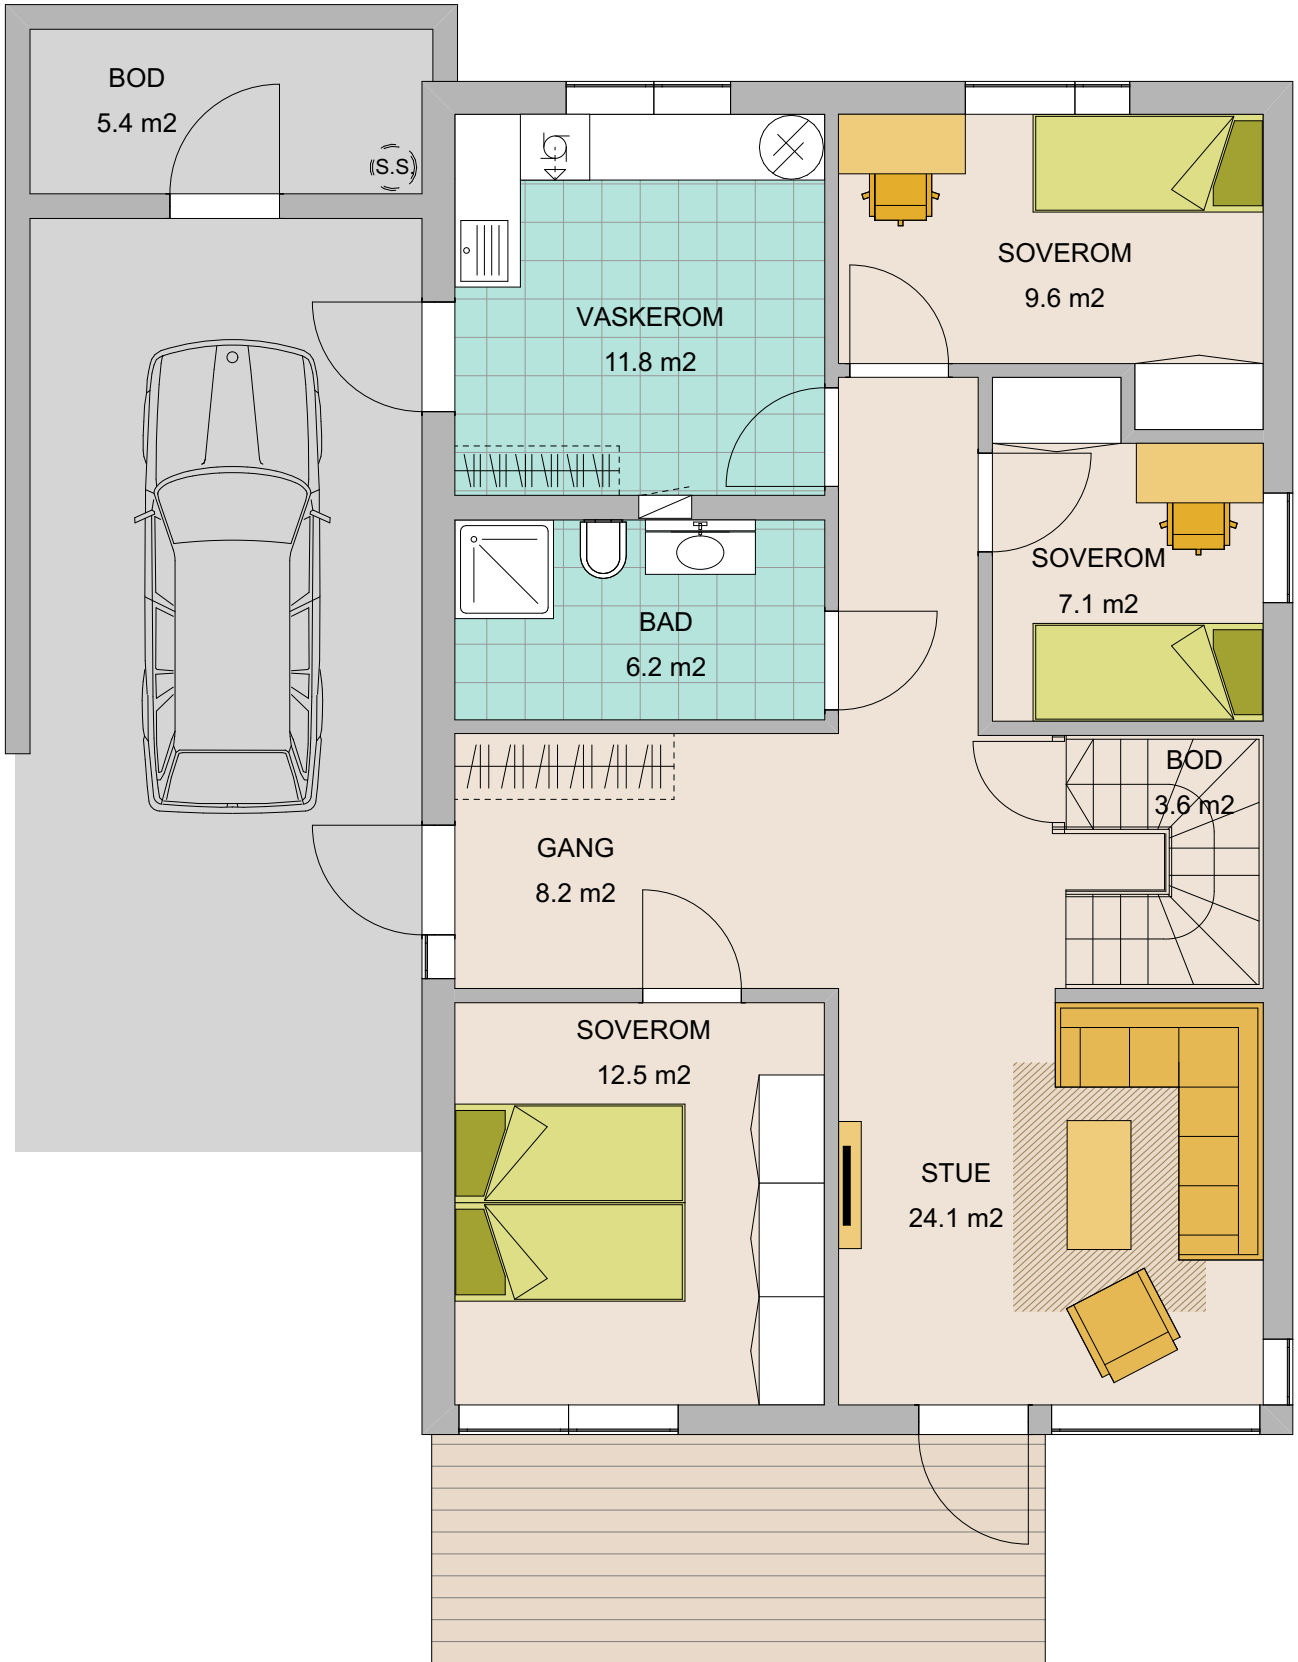 BOD
5.4 m2
S.S.
SOVEROM
9.6 m2
VASKEROM
11.8 m2
SOVEROM
7.1 m2
BAD
6.2 m2
BOD
3.6 m2
GANG
8.2 m2
SOVEROM
12.5 m2
STUE
24.1 m2